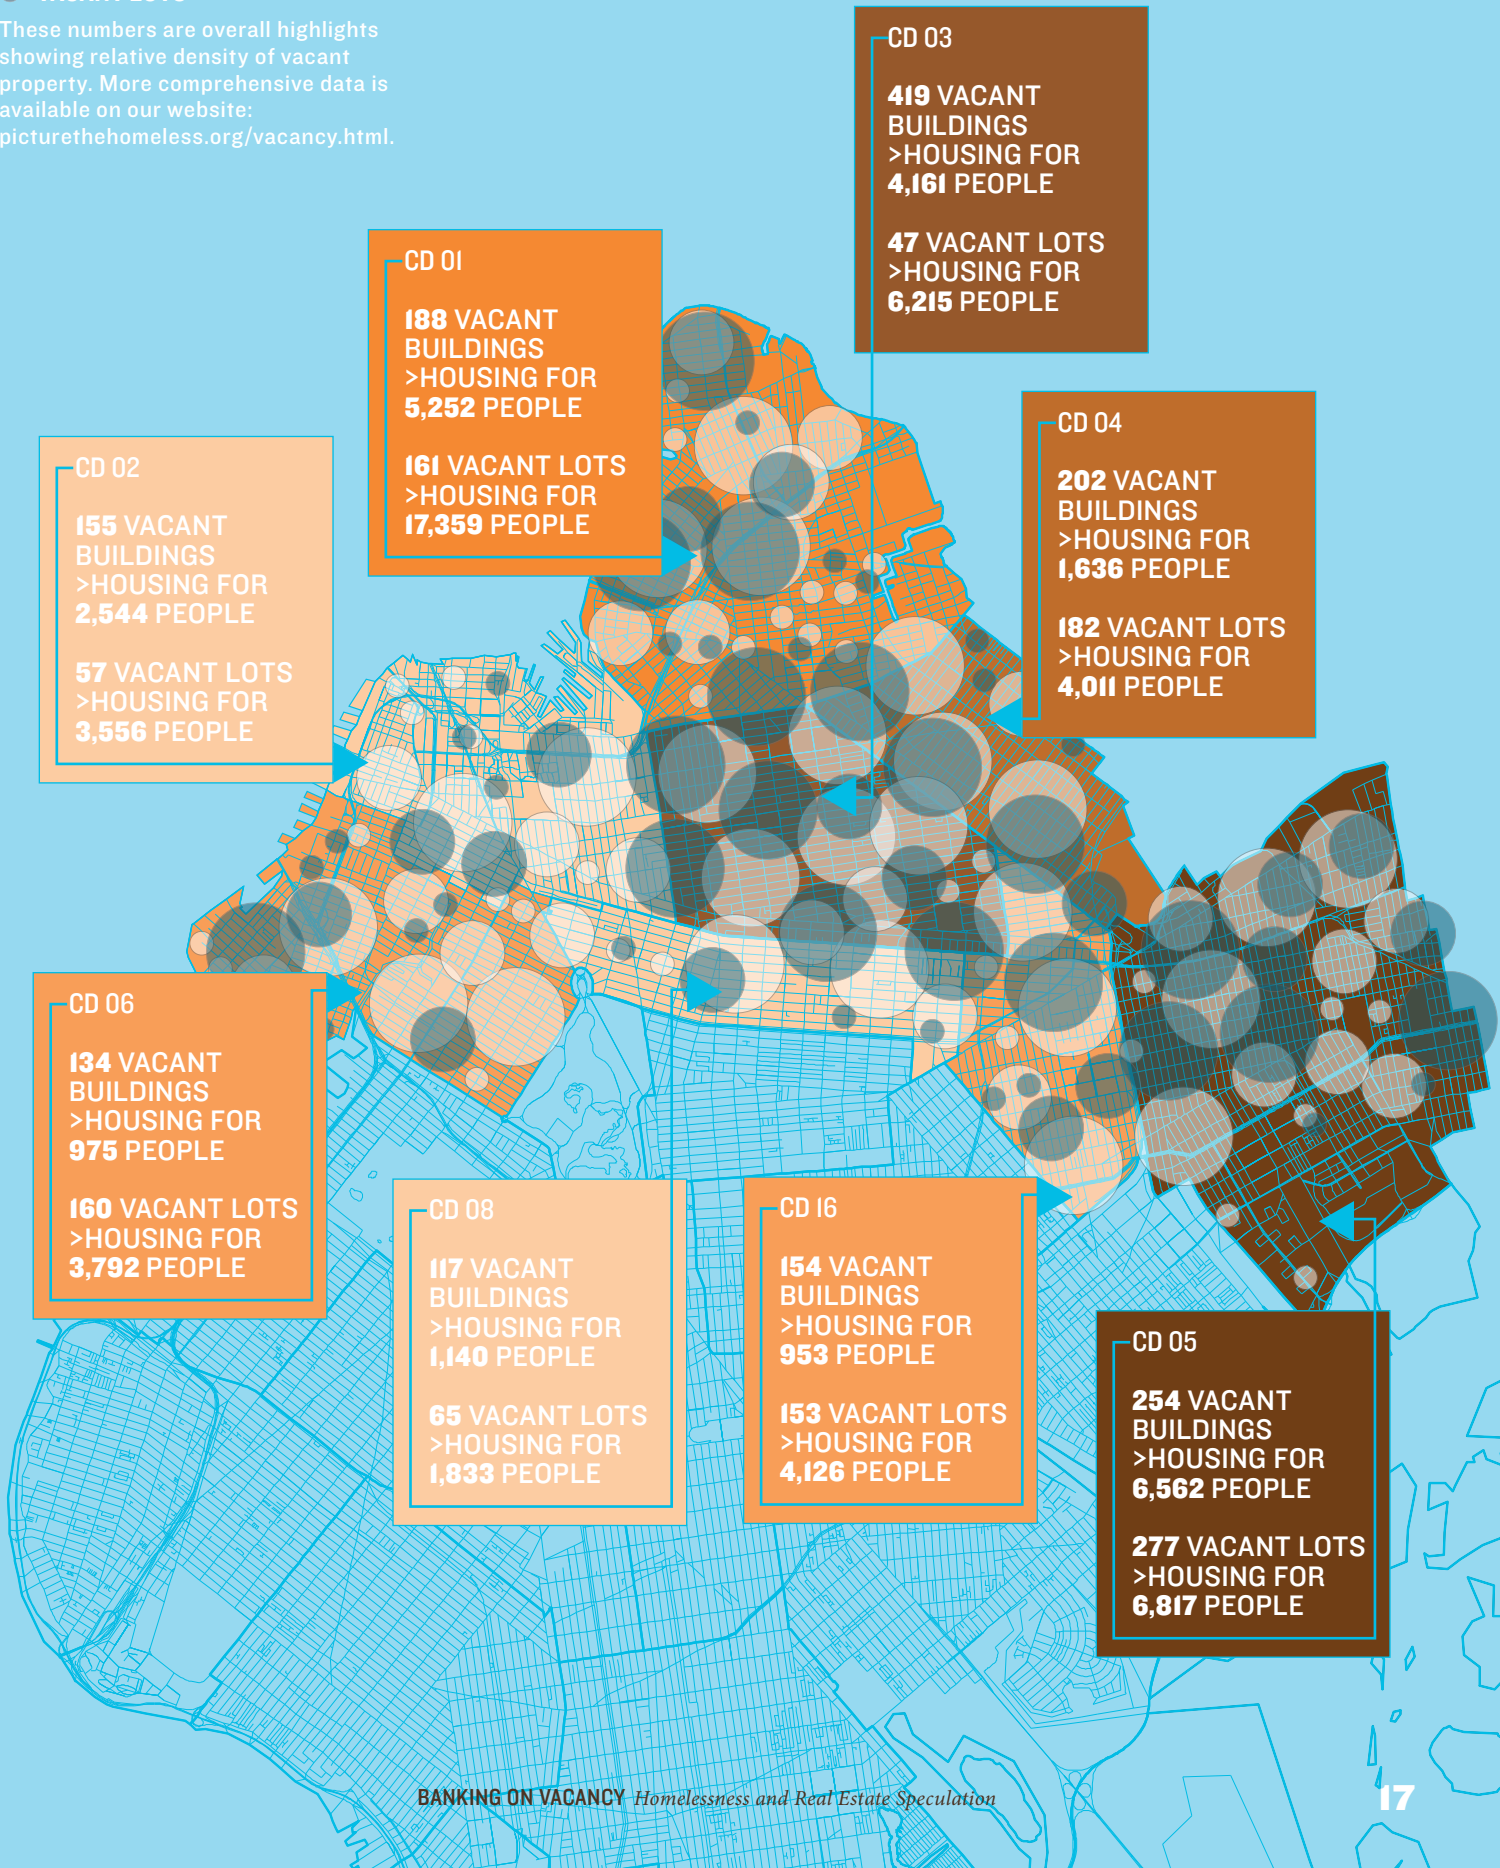 These numbers are overall highlights
showing relative density of vacant
property. More comprehensive data is
available on our website:
picturethehomeless.org/vacancy.html.
CD 03
419 VACANT
BUILDINGS
>HOUSING FOR
4,161 PEOPLE
47 VACANT LOTS
>HOUSING FOR
6,215 PEOPLE
CD 01
188 VACANT
BUILDINGS
>HOUSING FOR
5,252 PEOPLE
161 VACANT LOTS
>HOUSING FOR
17,359 PEOPLE
CD 04
202 VACANT
BUILDINGS
>HOUSING FOR
1,636 PEOPLE
182 VACANT LOTS
>HOUSING FOR
4,011 PEOPLE
CD 02
155 VACANT
BUILDINGS
>HOUSING FOR
2,544 PEOPLE
57 VACANT LOTS
>HOUSING FOR
3,556 PEOPLE
CD 06
134 VACANT
BUILDINGS
>HOUSING FOR
975 PEOPLE
160 VACANT LOTS
>HOUSING FOR
3,792 PEOPLE
CD 08
117 VACANT
BUILDINGS
>HOUSING FOR
1,140 PEOPLE
65 VACANT LOTS
>HOUSING FOR
1,833 PEOPLE
CD 16
154 VACANT
BUILDINGS
>HOUSING FOR
953 PEOPLE
153 VACANT LOTS
>HOUSING FOR
4,126 PEOPLE
CD 05
254 VACANT
BUILDINGS
>HOUSING FOR
6,562 PEOPLE
277 VACANT LOTS
>HOUSING FOR
6,817 PEOPLE
BANKING ON VACANCY Homelessness and Real Estate Speculation
17